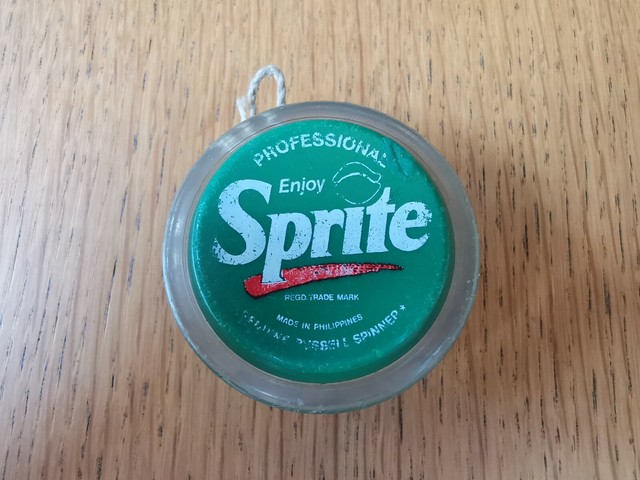 PROFESSIONAL
Enjoy
Sprite
REGD. TRADE MARK
MADE IN PHILIPPINES
RUSSELL SPINNER★